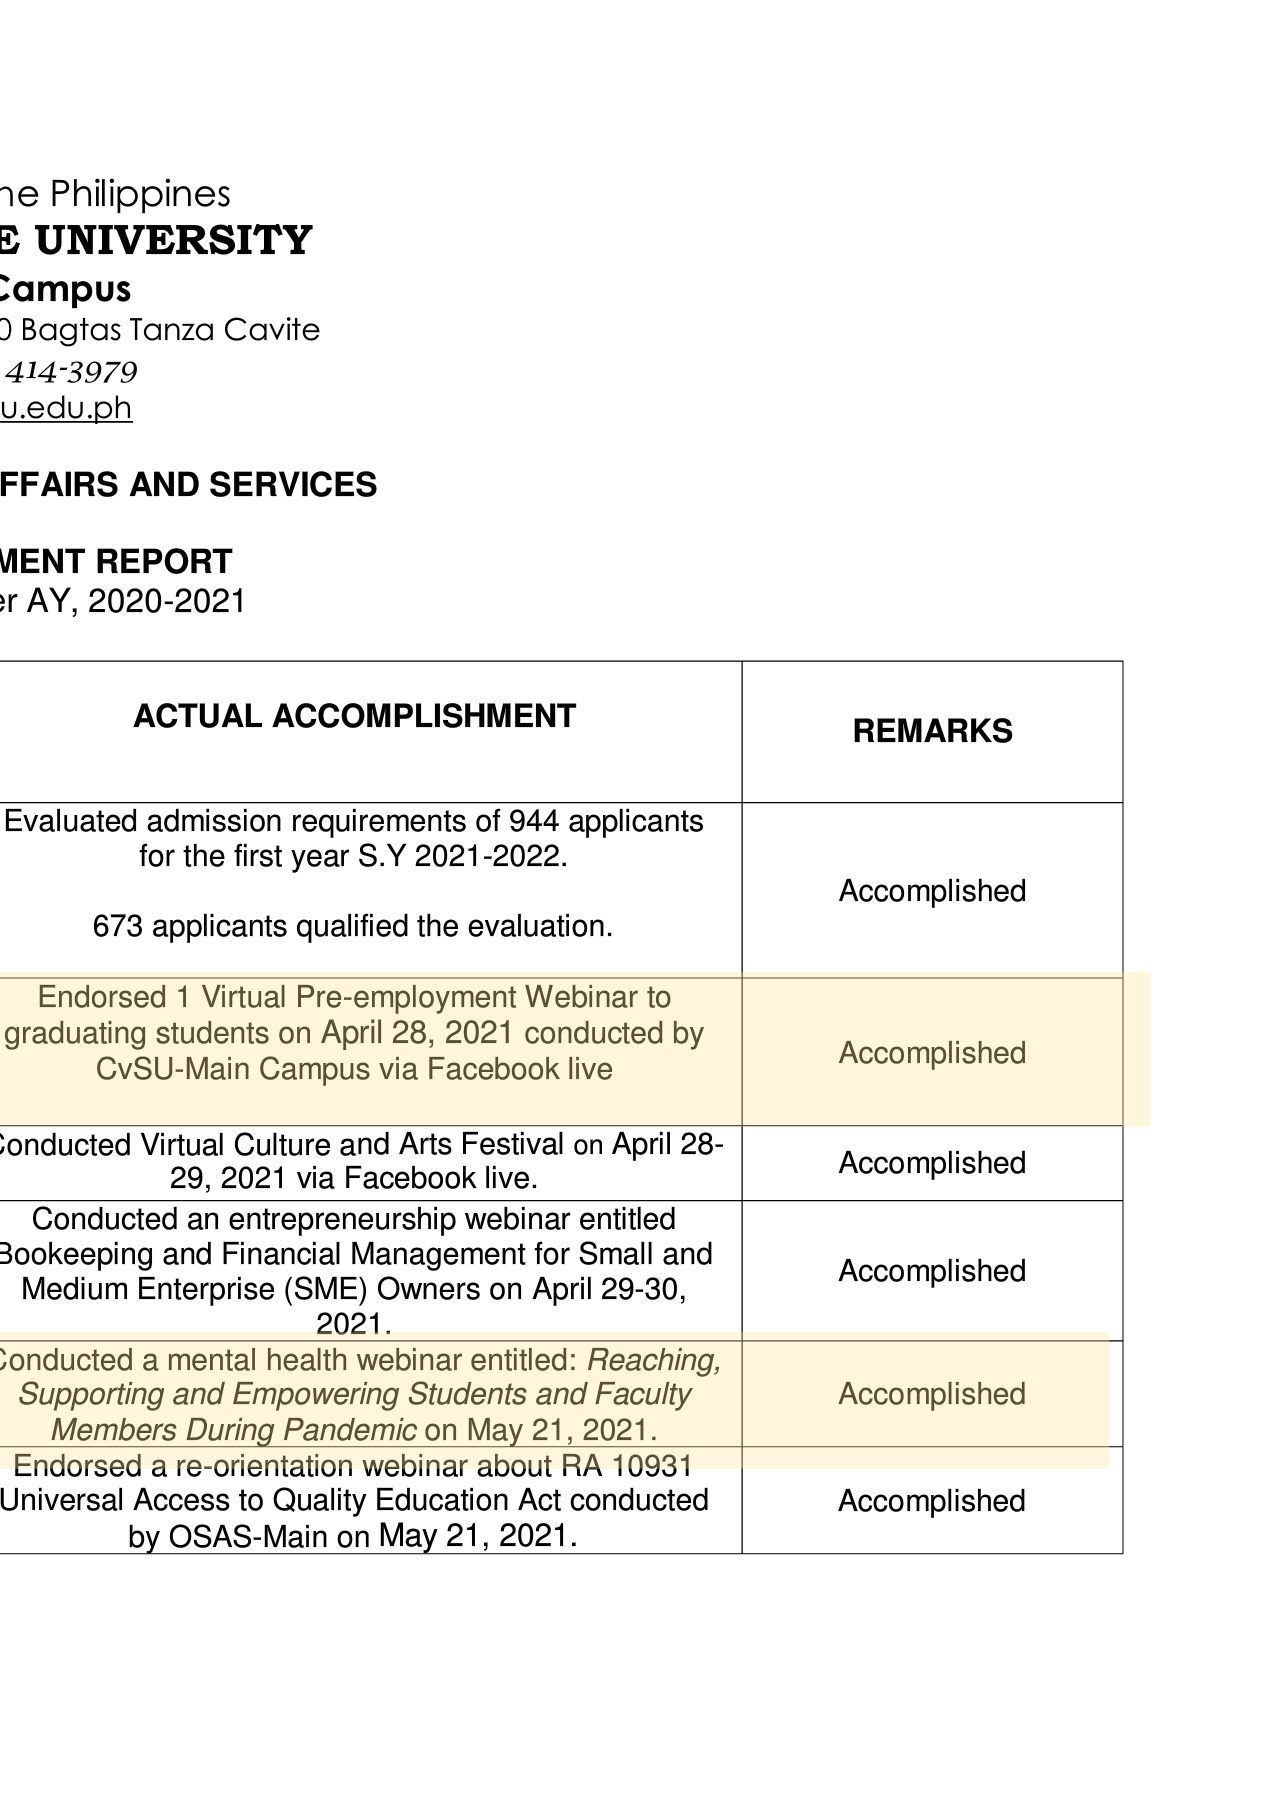 he Philippines
E UNIVERSITY
Campus
0 Bagtas Tanza Cavite
414-3979
u.edu.ph
FFAIRS AND SERVICES
MENT REPORT
er AY, 2020-2021
ACTUAL ACCOMPLISHMENT
REMARKS
Evaluated admission requirements of 944 applicants
for the first year S.Y 2021-2022.
673 applicants qualified the evaluation.
Accomplished
Endorsed 1 Virtual Pre-employment Webinar to
graduating students on April 28, 2021 conducted by
CvSU-Main Campus via Facebook live
Accomplished
Conducted Virtual Culture and Arts Festival on April 28-
29, 2021 via Facebook live.
Accomplished
Conducted an entrepreneurship webinar entitled
Bookeeping and Financial Management for Small and
Medium Enterprise (SME) Owners on April 29-30,
2021.
Accomplished
Conducted a mental health webinar entitled: Reaching,
Supporting and Empowering Students and Faculty
Members During Pandemic on May 21, 2021.
Accomplished
Endorsed a re-orientation webinar about RA 10931
Universal Access to Quality Education Act conducted
by OSAS-Main on May 21, 2021.
Accomplished